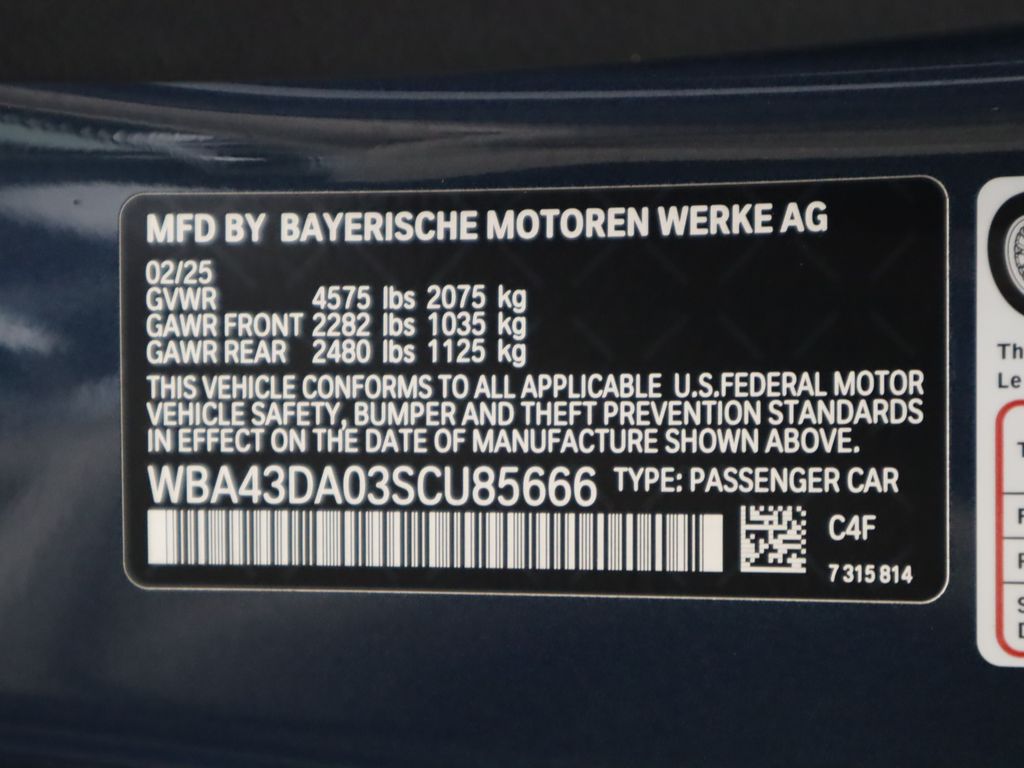 MFD BY BAYERISCHE MOTOREN WERKE AG
02/25
GVWR 4575 lbs 2075 kg
GAWR FRONT 2282 lbs 1035 kg
GAWR REAR 2480 lbs 1125 kg
THIS VEHICLE CONFORMS TO ALL APPLICABLE U.S.FEDERAL MOTOR
VEHICLE SAFETY, BUMPER AND THEFT PREVENTION STANDARDS
IN EFFECT ON THE DATE OF MANUFACTURE SHOWN ABOVE.
WBA43DA03SCU85666 TYPE: PASSENGER CAR
C4F
7 315 814
Th
Le